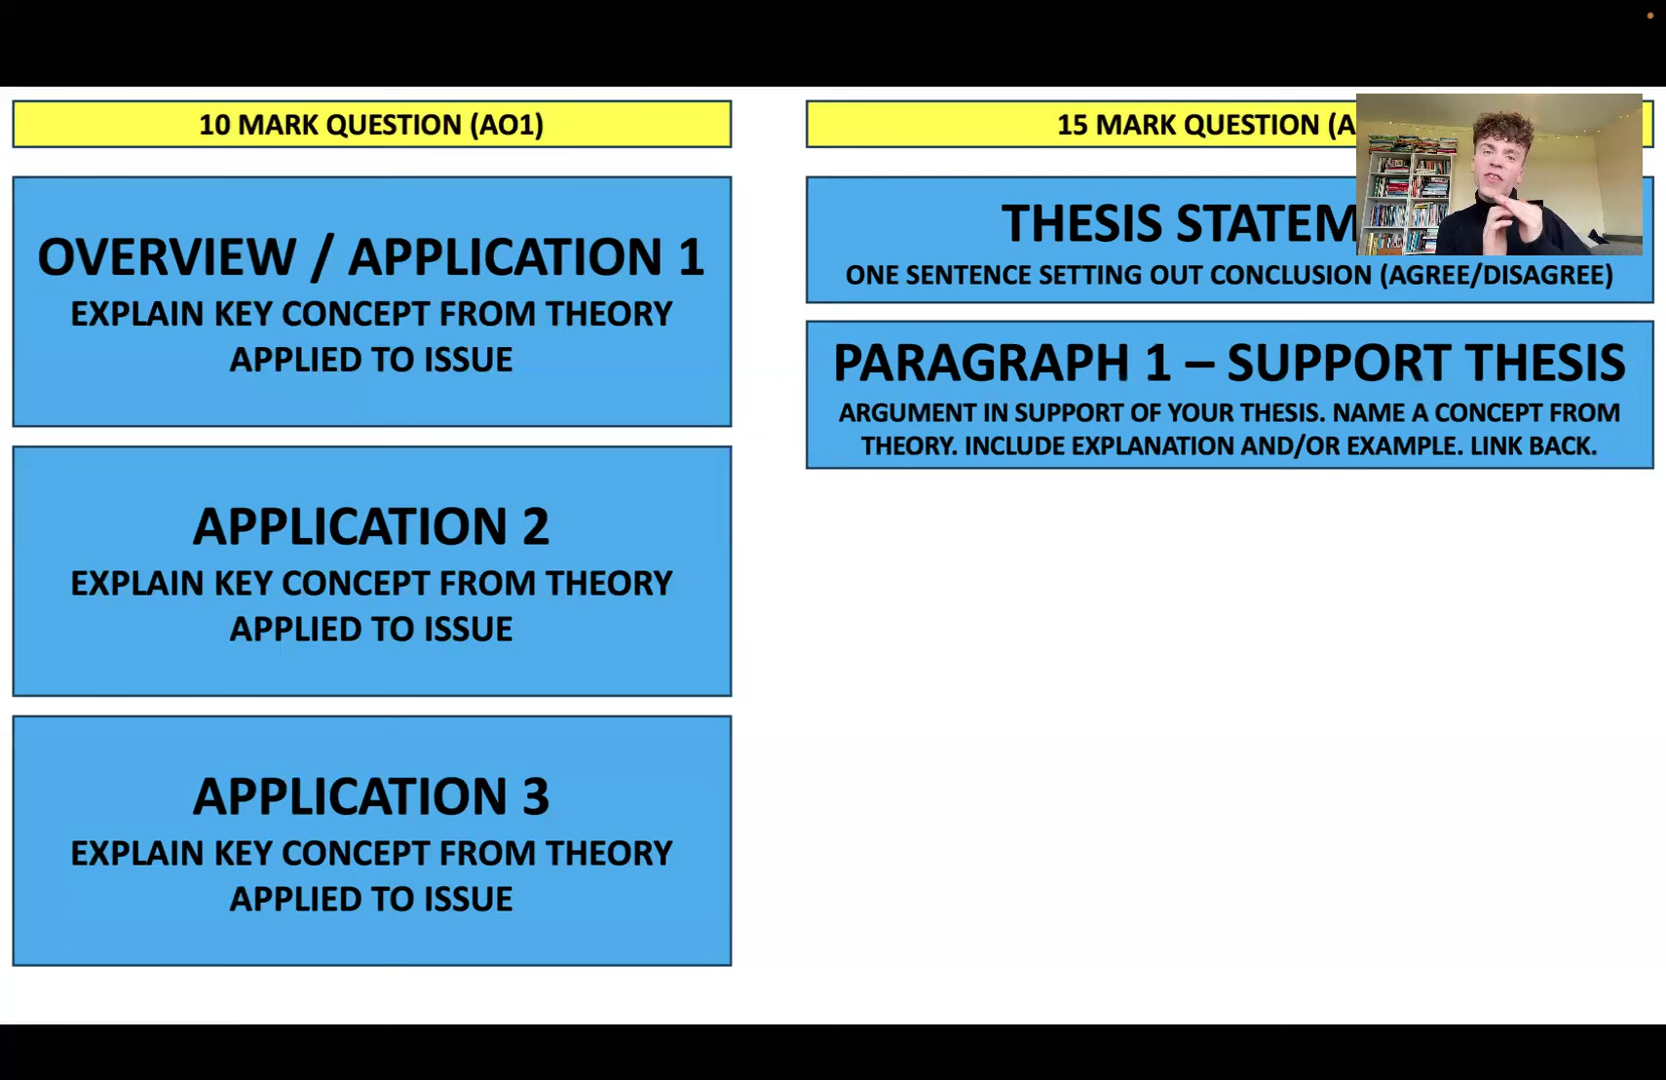 10 MARK QUESTION (AO1)
OVERVIEW / APPLICATION 1
EXPLAIN KEY CONCEPT FROM THEORY
APPLIED TO ISSUE
APPLICATION 2
EXPLAIN KEY CONCEPT FROM THEORY
APPLIED TO ISSUE
APPLICATION 3
EXPLAIN KEY CONCEPT FROM THEORY
APPLIED TO ISSUE
15 MARK QUESTION (A
THESIS STATEM
ONE SENTENCE SETTING OUT CONCLUSION (AGREE/DISAGREE)
PARAGRAPH 1 – SUPPORT THESIS
ARGUMENT IN SUPPORT OF YOUR THESIS. NAME A CONCEPT FROM
THEORY. INCLUDE EXPLANATION AND/OR EXAMPLE. LINK BACK.